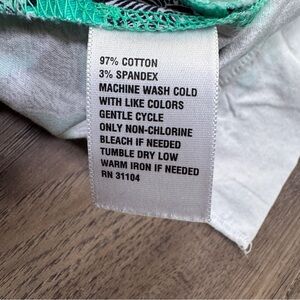 97% COTTON
3% SPANDEX
MACHINE WASH COLD
WITH LIKE COLORS
GENTLE CYCLE
ONLY NON-CHLORINE
BLEACH IF NEEDED
TUMBLE DRY LOW
WARM IRON IF NEEDED
RN 31104